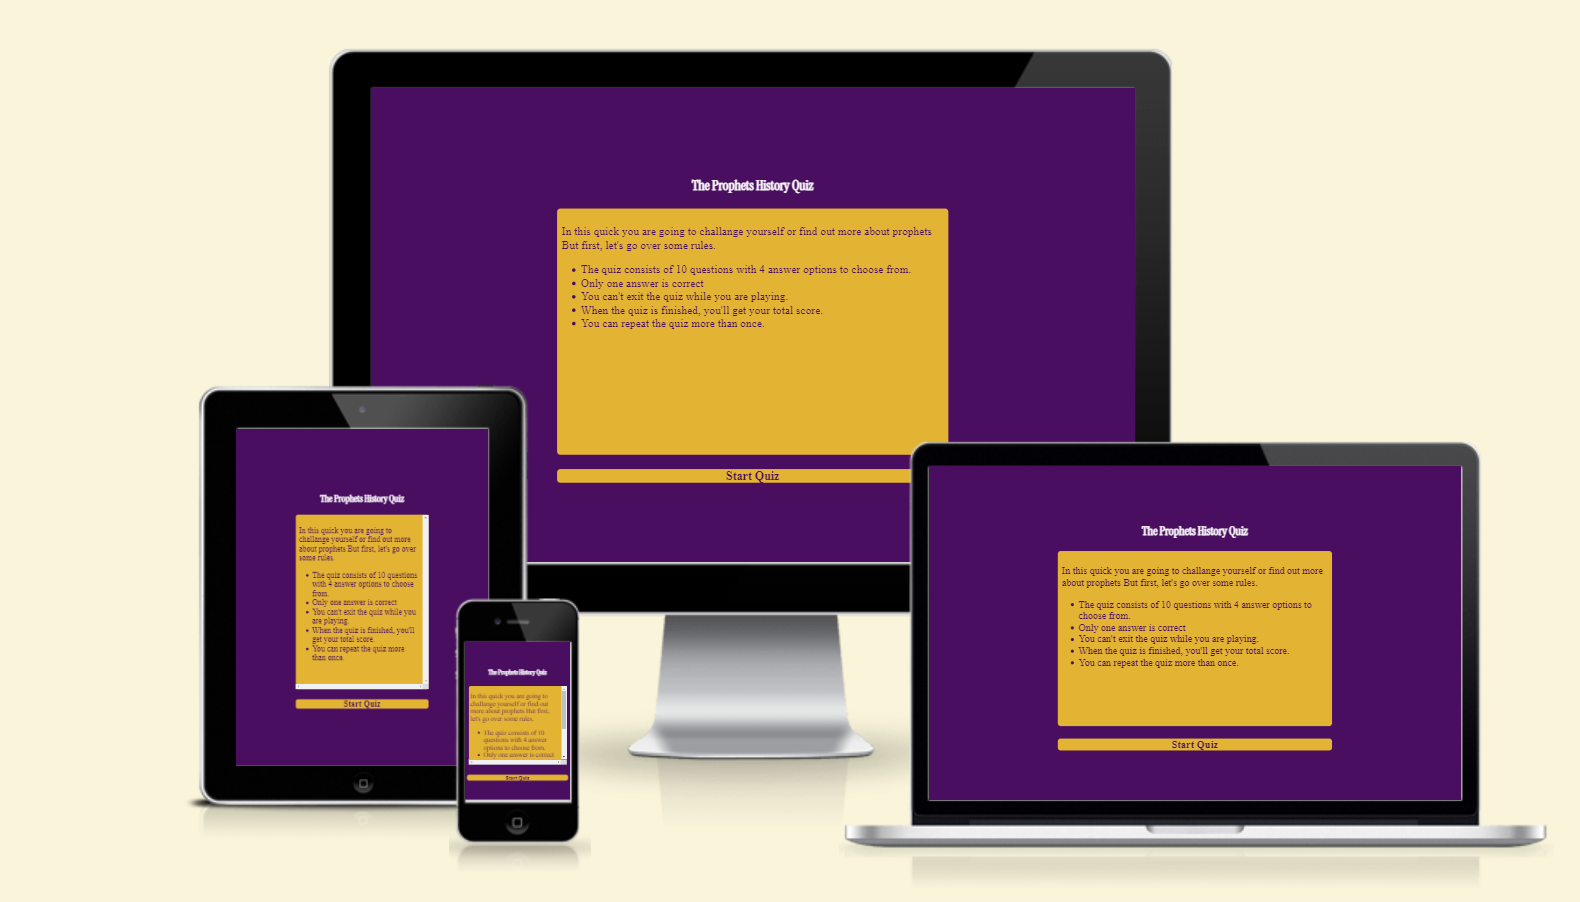 The Prophets History Quiz
In this quick you are going to challange yourself or find out more about prophets
But first, let's go over some rules.
The quiz consists of 10 questions with 4 answer options to choose from.
Only one answer is correct
You can't exit the quiz while you are playing.
When the quiz is finished, you'll get your total score.
You can repeat the quiz more than once.
Start Quiz
The Prophets History Quiz
In this quick you are going to
challange yourself or find out more
about prophets But first, let's go over
some rules.
The quiz consists of 10 questions
with 4 answer options to choose
from.
Only one answer is correct
You can't exit the quiz while you
are playing.
When the quiz is finished, you'll
get your total score.
You can repeat the quiz more
than once.
Start Quiz
The Prophets History Quiz
In this quick you are going to
challange yourself or find out
more about prophets But first,
let's go over some rules.
The quiz consists of 10
questions with 4 answer
options to choose from.
Only one answer is correct
Start Quiz
The Prophets History Quiz
In this quick you are going to challange yourself or find out more
about prophets But first, let's go over some rules.
The quiz consists of 10 questions with 4 answer options to
choose from.
Only one answer is correct
You can't exit the quiz while you are playing.
When the quiz is finished, you'll get your total score.
You can repeat the quiz more than once.
Start Quiz